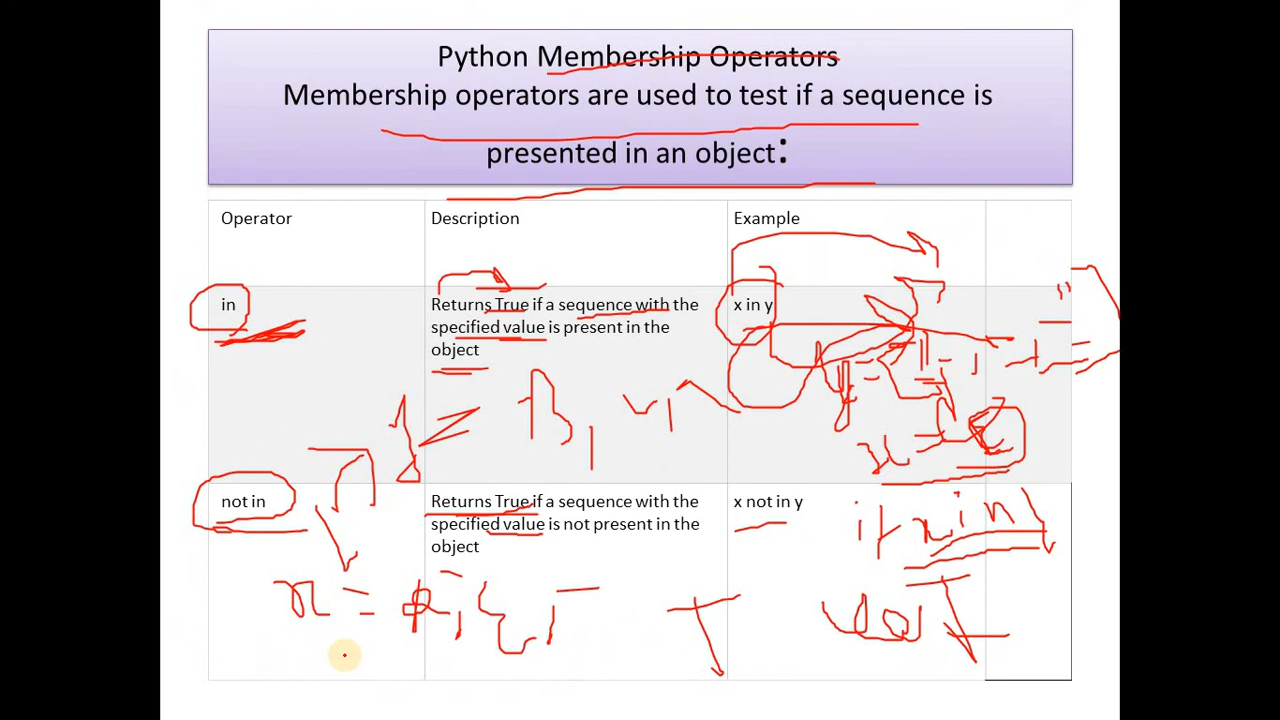 Python Membership Operators
Membership operators are used to test if a sequence is
presented in an object:
Operator Description Example
in Returns True if a sequence with the x in y
specified value is present in the
object
not in Returns True if a sequence with the x not in y
specified value is not present in the
object
if x in y